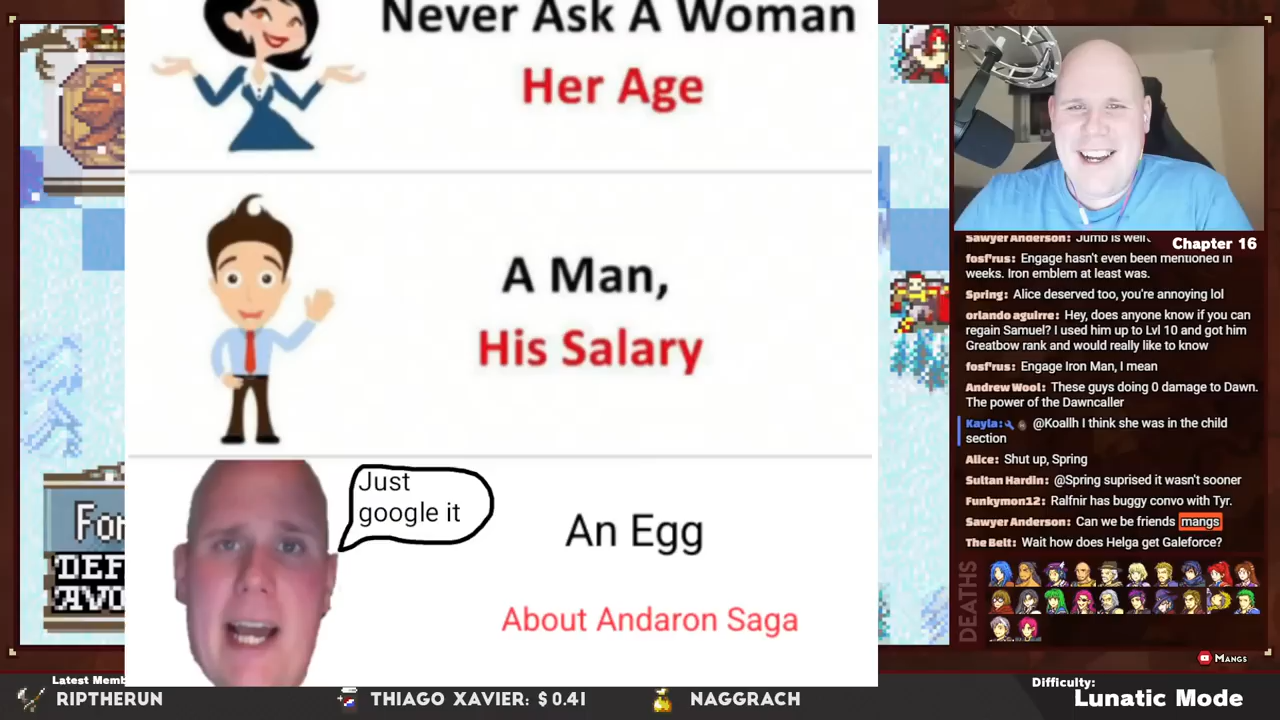 Never Ask A Woman
Her Age
A Man,
His Salary
Just
google it
An Egg
About Andaron Saga
For
DEF
AVO
Chapter 16
Sawyer Anderson: Jumb is
fosf²rus: Engage hasn't even been mentioned in
weeks. Iron emblem at least was.
Spring: Alice deserved too, you're annoying lol
orlando aguirre: Hey, does anyone know if you can
regain Samuel? I used him up to Lvl 10 and got him
Greatbow rank and would really like to know
fosf²rus: Engage Iron Man, I mean
Andrew Wool: These guys doing 0 damage to Dawn.
The power of the Dawncaller
Kayla: @Koallh I think she was in the child
section
Alice: Shut up, Spring
Sultan Hardin: @Spring suprised it wasn't sooner
Funkymon12: Ralfnir has buggy convo with Tyr.
Sawyer Anderson: Can we be friends mangs
The Belt: Wait how does Helga get Galeforce?
DEATHS
Mangs
Latest Memb
RIPTHERUN
THIAGO XAVIER: $0.41
NAGGRACH
Difficulty:
Lunatic Mode